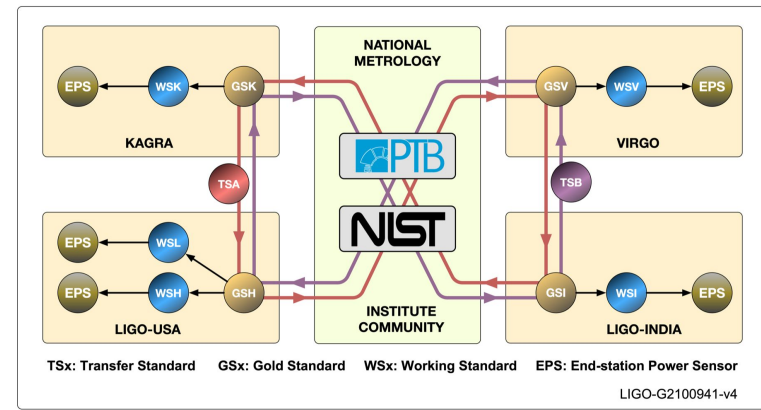 NATIONAL
METROLOGY
EPS
WSK
GSK
KAGRA
GSV
WSV
EPS
VIRGO
PTB
TSA
TSB
NIST
EPS
WSL
EPS
WSH
GSH
LIGO-USA
INSTITUTE
COMMUNITY
GSI
WSI
EPS
LIGO-INDIA
TSx: Transfer Standard GSx: Gold Standard WSx: Working Standard EPS: End-station Power Sensor
LIGO-G2100941-v4